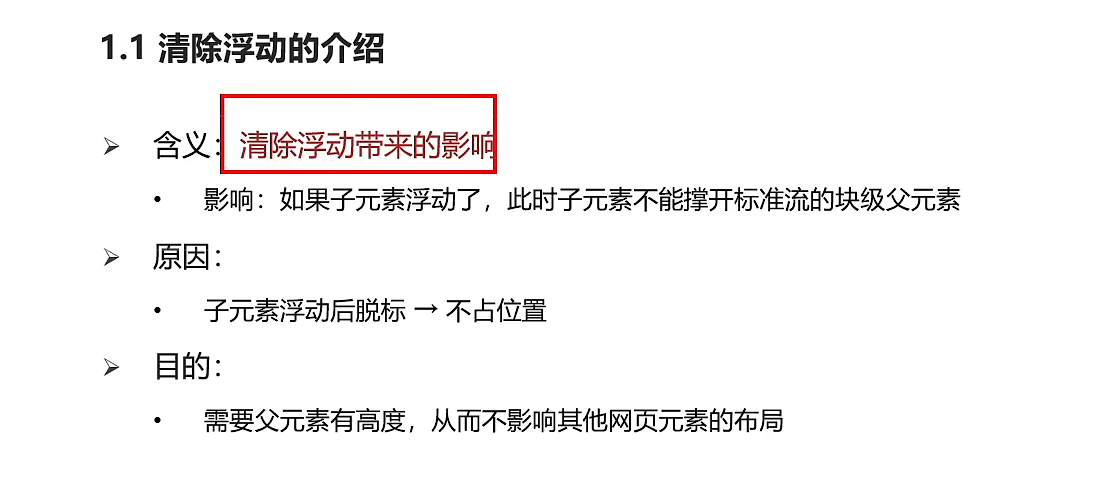 1.1 清除浮动的介绍
➢ 含义：清除浮动带来的影响
• 影响：如果子元素浮动了，此时子元素不能撑开标准流的块级父元素
➢ 原因：
• 子元素浮动后脱标 → 不占位置
➢ 目的：
• 需要父元素有高度，从而不影响其他网页元素的布局